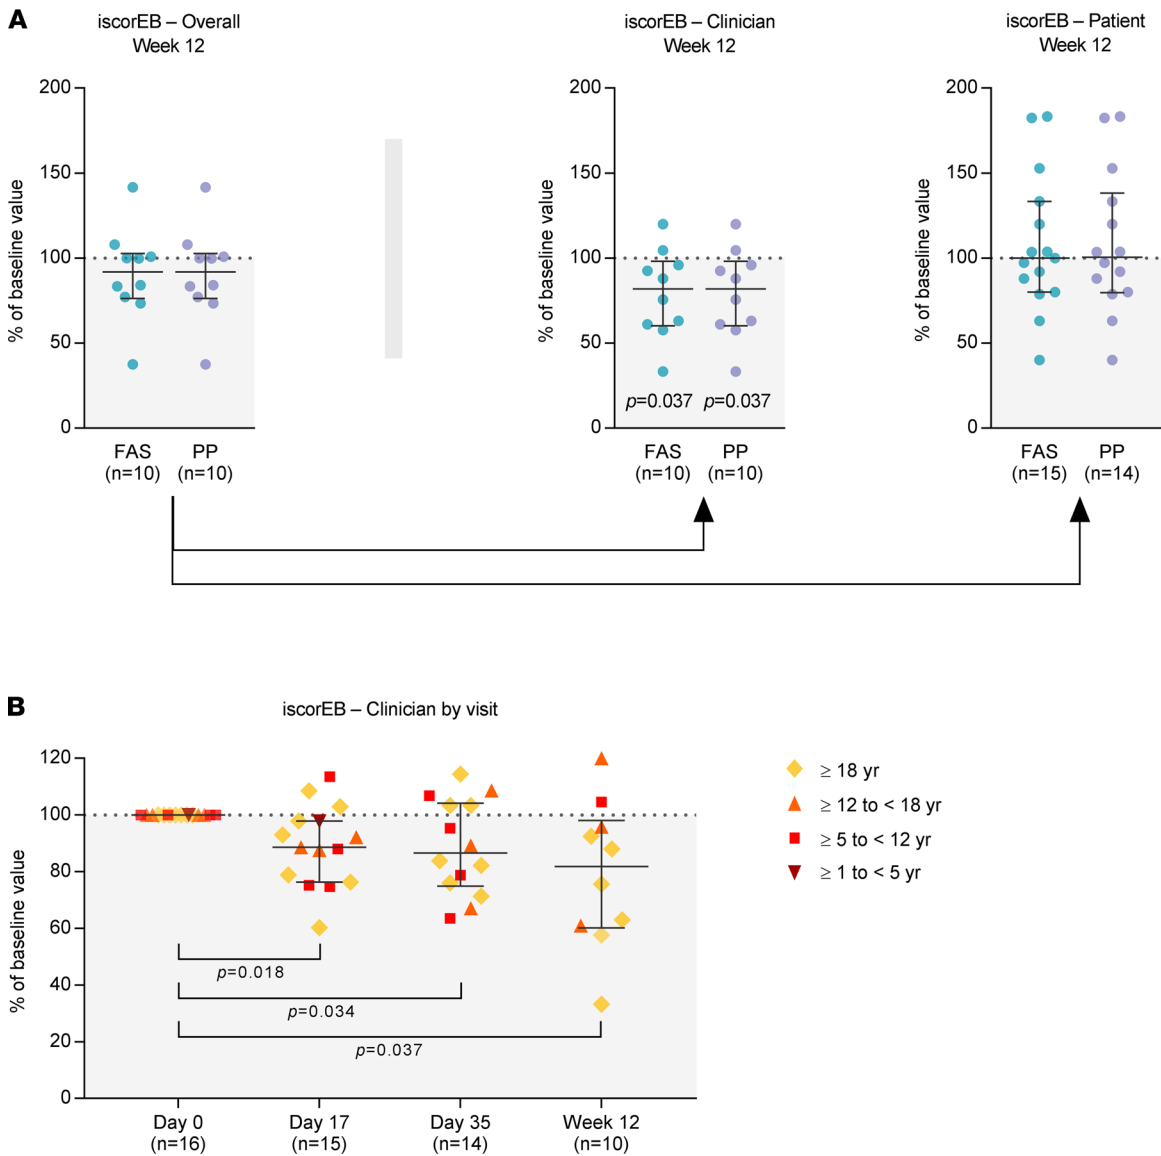 A
iscorEB – Overall
Week 12
iscorEB – Clinician
Week 12
iscorEB – Patient
Week 12
% of baseline value
200
150
100
50
0
FAS
(n=10)
PP
(n=10)
% of baseline value
200
150
100
50
0
p=0.037
p=0.037
FAS
(n=10)
PP
(n=10)
% of baseline value
200
150
100
50
0
FAS
(n=15)
PP
(n=14)
B
iscorEB – Clinician by visit
% of baseline value
120
100
80
60
40
20
0
p=0.018
p=0.034
p=0.037
Day 0
(n=16)
Day 17
(n=15)
Day 35
(n=14)
Week 12
(n=10)
≥ 18 yr
≥ 12 to < 18 yr
≥ 5 to < 12 yr
≥ 1 to < 5 yr